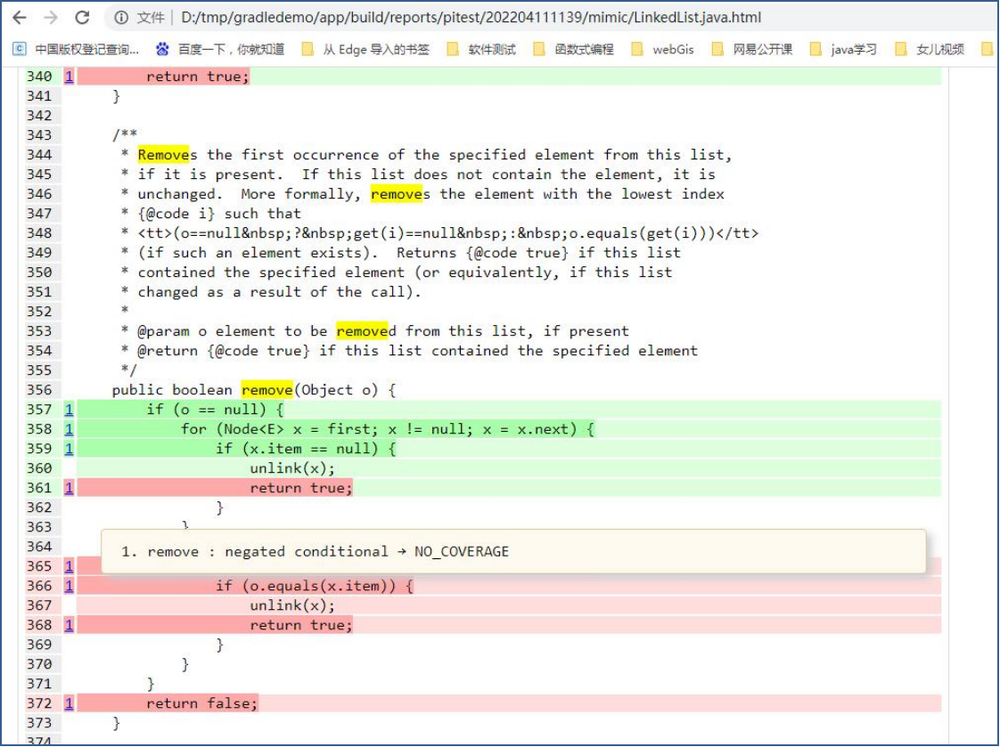 文件 D:/tmp/gradledemo/app/build/reports/pitest/202204111139/mimic/LinkedList.java.html
中国版权登记查询... 百度一下，你就知道 从 Edge 导入的书签 软件测试 函数式编程 webGis 网易公开课 java学习 女儿视频
340 1 return true;
341 }
342
343 /**
344 * Removes the first occurrence of the specified element from this list,
345 * if it is present.  If this list does not contain the element, it is
346 * unchanged.  More formally, removes the element with the lowest index
347 * {@code i} such that
348 * <tt>(o==null&nbsp;?&nbsp;get(i)==null&nbsp;:&nbsp;o.equals(get(i)))</tt>
349 * (if such an element exists).  Returns {@code true} if this list
350 * contained the specified element (or equivalently, if this list
351 * changed as a result of the call).
352 *
353 * @param o element to be removed from this list, if present
354 * @return {@code true} if this list contained the specified element
355 */
356 public boolean remove(Object o) {
357 1 if (o == null) {
358 1 for (Node<E> x = first; x != null; x = x.next) {
359 1 if (x.item == null) {
360 unlink(x);
361 1 return true;
362 }
363 }
364
1. remove : negated conditional → NO_COVERAGE
365 1
366 1 if (o.equals(x.item)) {
367 unlink(x);
368 1 return true;
369 }
370 }
371 }
372 1 return false;
373 }
374